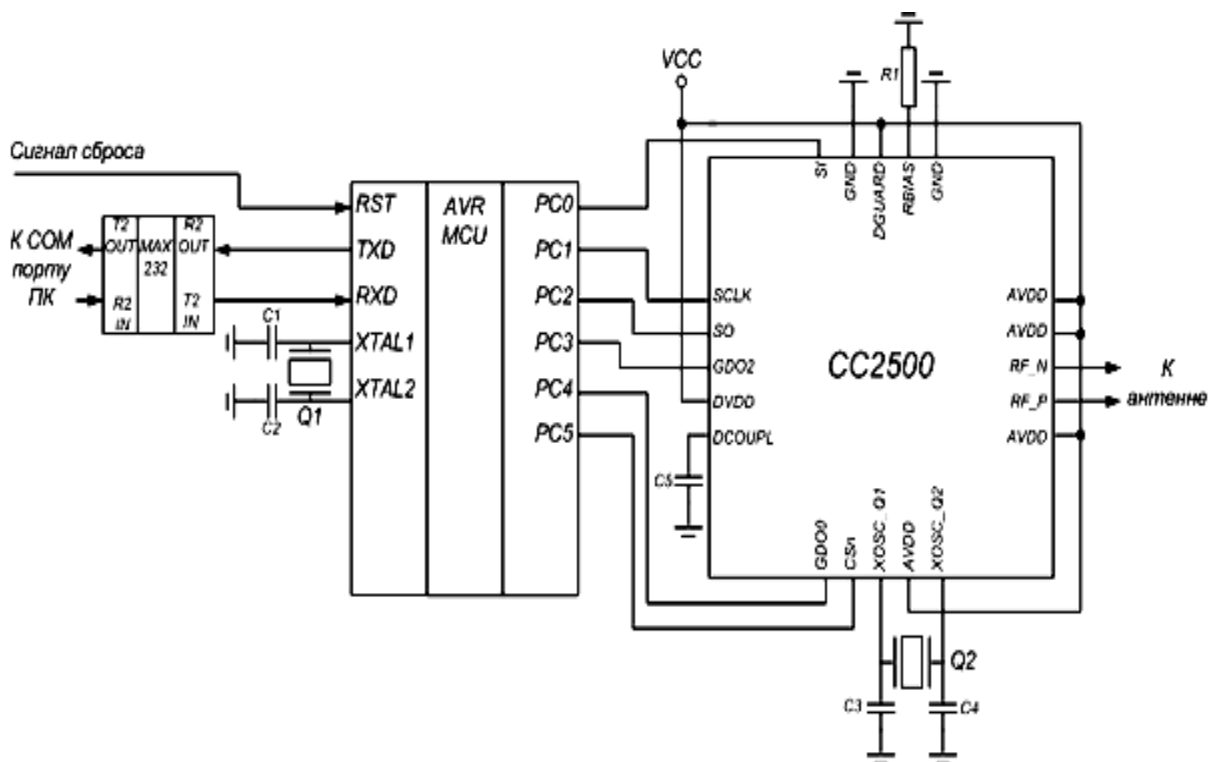 VCC
R1
Сигнал сброса
SI
GND
DGUARD
RBIAS
GND
RST
AVR
MCU
PC0
T2
OUT
MAX
232
R2
OUT
К COM
порту
ПК
TXD
PC1
R2
IN
T2
IN
RXD
PC2
SCLK
AVDD
C1
XTAL1
PC3
SO
AVDD
GDO2
CC2500
RF_N
К
антенне
XTAL2
PC4
DVDD
RF_P
C2
Q1
PC5
DCOUPL
AVDD
C5
GDO0
CSn
XOSC_Q1
AVDD
XOSC_Q2
Q2
C3
C4